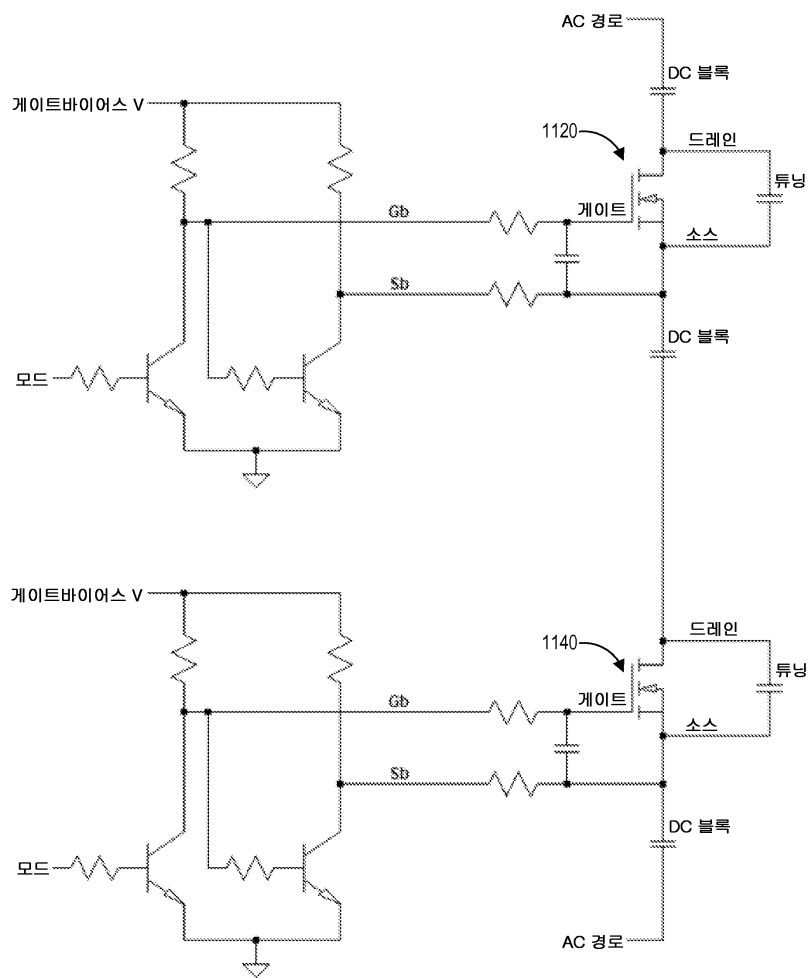 AC 경로
DC 블록
게이트바이어스 V
1120
드레인
튜닝
Gb
게이트
소스
Sb
DC 블록
모드
게이트바이어스 V
1140
드레인
튜닝
Gb
게이트
소스
Sb
DC 블록
모드
AC 경로